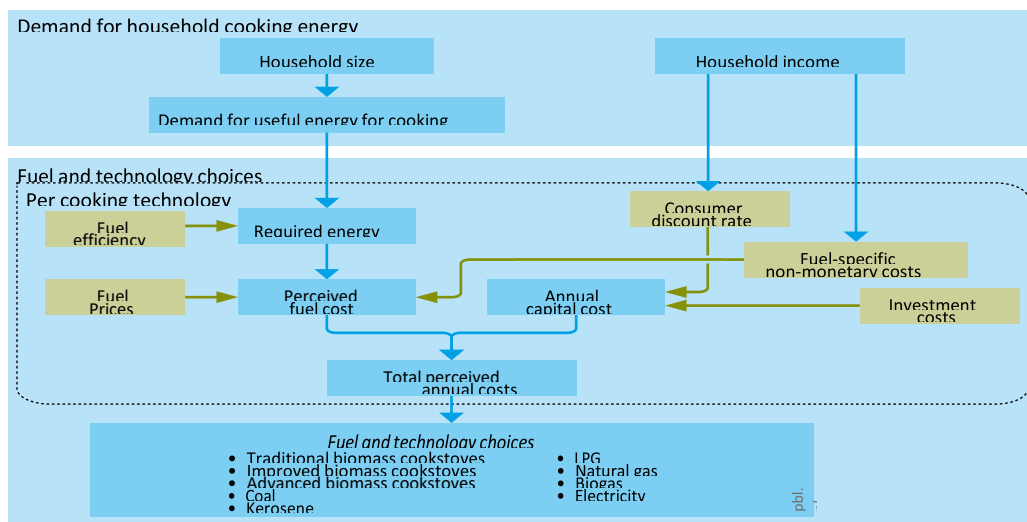 Demand for household cooking energy
Household size
Household income
Demand for useful energy for cooking
Fuel and technology choices
Per cooking technology
Consumer
discount rate
Fuel
efficiency
Required energy
Fuel-specific
non-monetary costs
Fuel
Prices
Perceived
fuel cost
Annual
capital cost
Investment
costs
Total perceived
annual costs
Fuel and technology choices
• Traditional biomass cookstoves
• Improved biomass cookstoves
• Advanced biomass cookstoves
• Coal
• Kerosene
• LPG
• Natural gas
• Biogas
• Electricity
pbl.